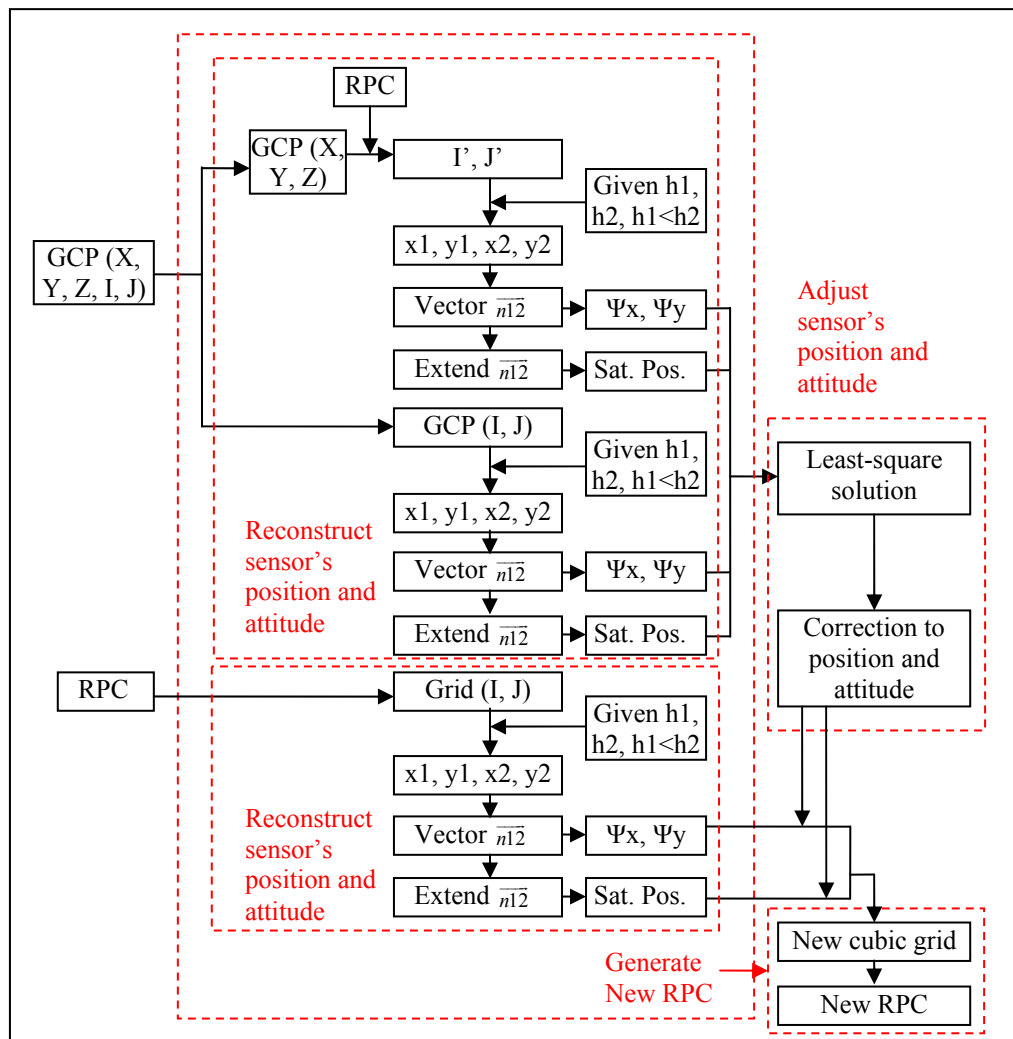 RPC
GCP (X,
Y, Z)
I’, J’
Given h1,
h2, h1<h2
x1, y1, x2, y2
GCP (X,
Y, Z, I, J)
Vector n12
Ψx, Ψy
Extend n12
Sat. Pos.
Adjust
sensor’s
position and
attitude
GCP (I, J)
Given h1,
h2, h1<h2
x1, y1, x2, y2
Least-square
solution
Reconstruct
sensor’s
position and
attitude
Vector n12
Ψx, Ψy
Extend n12
Sat. Pos.
Correction to
position and
attitude
RPC
Grid (I, J)
Given h1,
h2, h1<h2
x1, y1, x2, y2
Reconstruct
sensor’s
position and
attitude
Vector n12
Ψx, Ψy
Extend n12
Sat. Pos.
Generate
New RPC
New cubic grid
New RPC